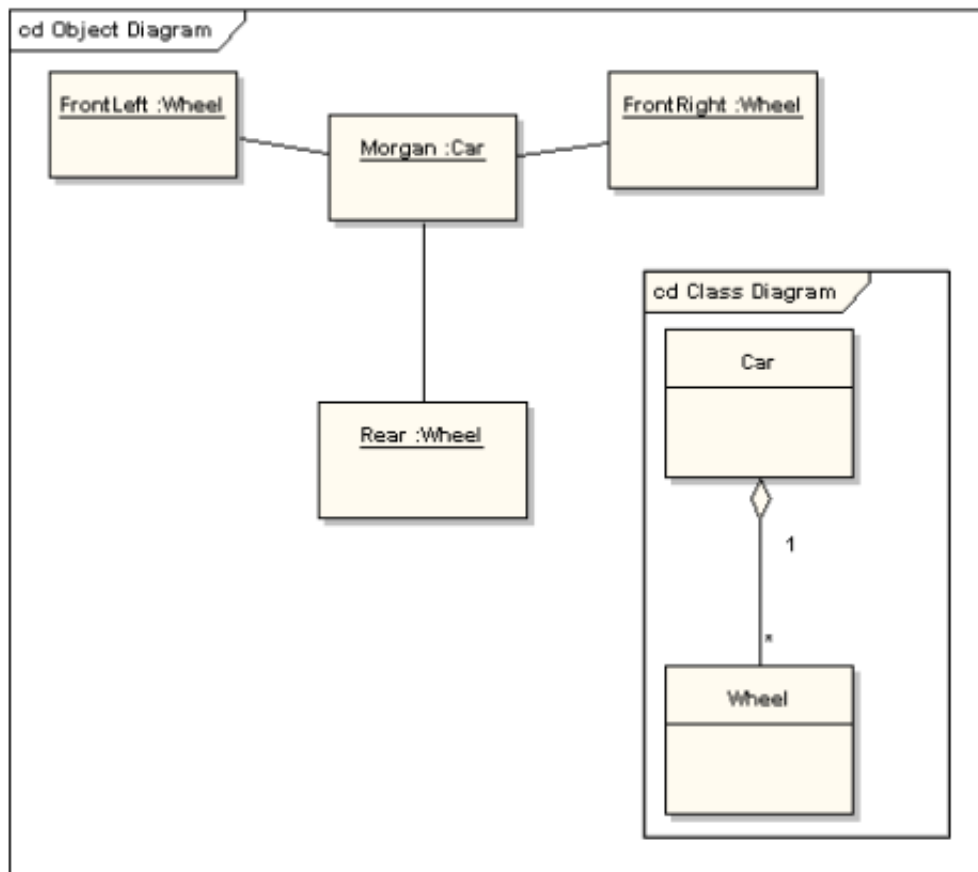 cd Object Diagram
FrontLeft :Wheel
Morgan :Car
FrontRight :Wheel
Rear :Wheel
cd Class Diagram
Car
1
*
Wheel